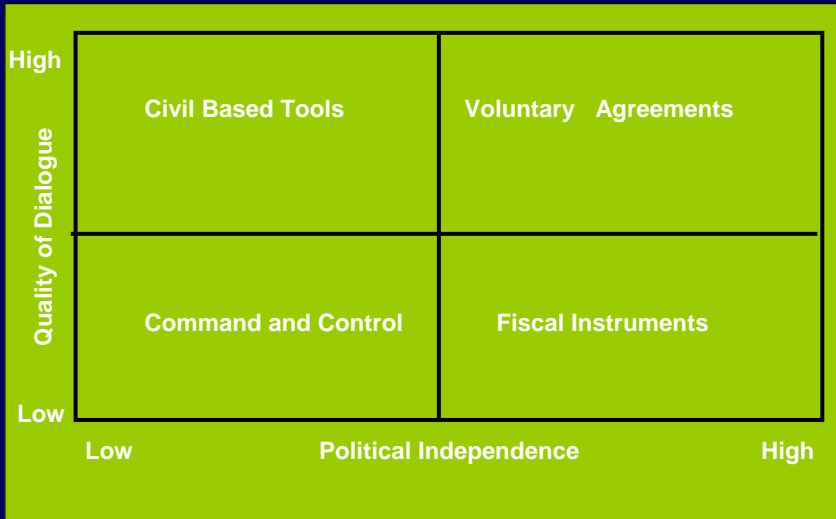 High
Civil Based Tools
Voluntary Agreements
Quality of Dialogue
Command and Control
Fiscal Instruments
Low
Low
Political Independence
High